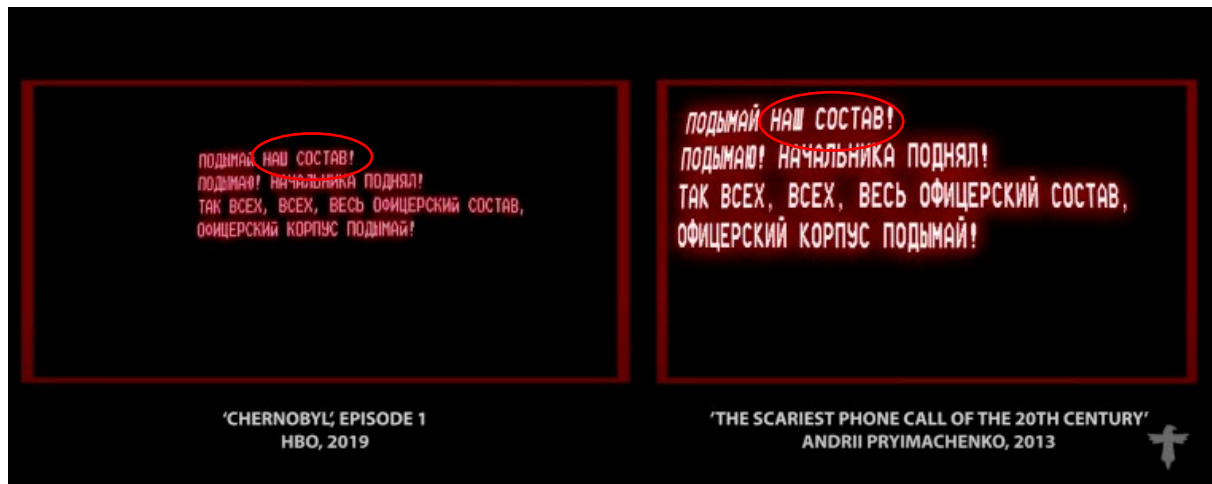 ПОДЫМАЙ НАШ СОСТАВ!
ПОДЫМАЮ! НАЧАЛЬНИКА ПОДНЯЛ!
ТАК ВСЕХ, ВСЕХ, ВЕСЬ ОФИЦЕРСКИЙ СОСТАВ,
ОФИЦЕРСКИЙ КОРПУС ПОДЫМАЙ!
'CHERNOBYL', EPISODE 1
HBO, 2019
ПОДЫМАЙ НАШ СОСТАВ!
ПОДЫМАЮ! НАЧАЛЬНИКА ПОДНЯЛ!
ТАК ВСЕХ, ВСЕХ, ВЕСЬ ОФИЦЕРСКИЙ СОСТАВ,
ОФИЦЕРСКИЙ КОРПУС ПОДЫМАЙ!
'THE SCARIEST PHONE CALL OF THE 20TH CENTURY'
ANDRII PRYIMACHENKO, 2013